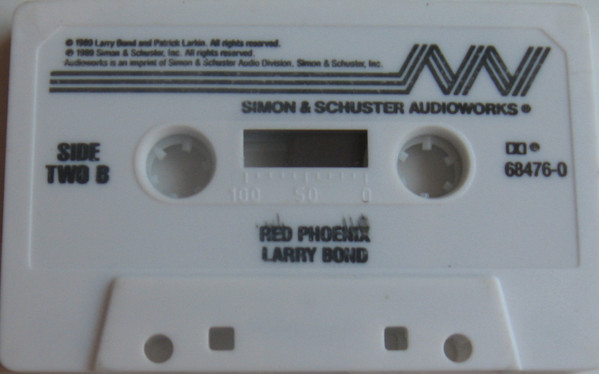 © 1989 Larry Bond and Patrick Larkin. All rights reserved.
℗ 1989 Simon & Schuster, Inc. All rights reserved.
Audioworks is an imprint of Simon & Schuster Audio Division, Simon & Schuster, Inc.
SIMON & SCHUSTER AUDIOWORKS®
SIDE
TWO B
68476-0
100 50 0
RED PHOENIX
LARRY BOND